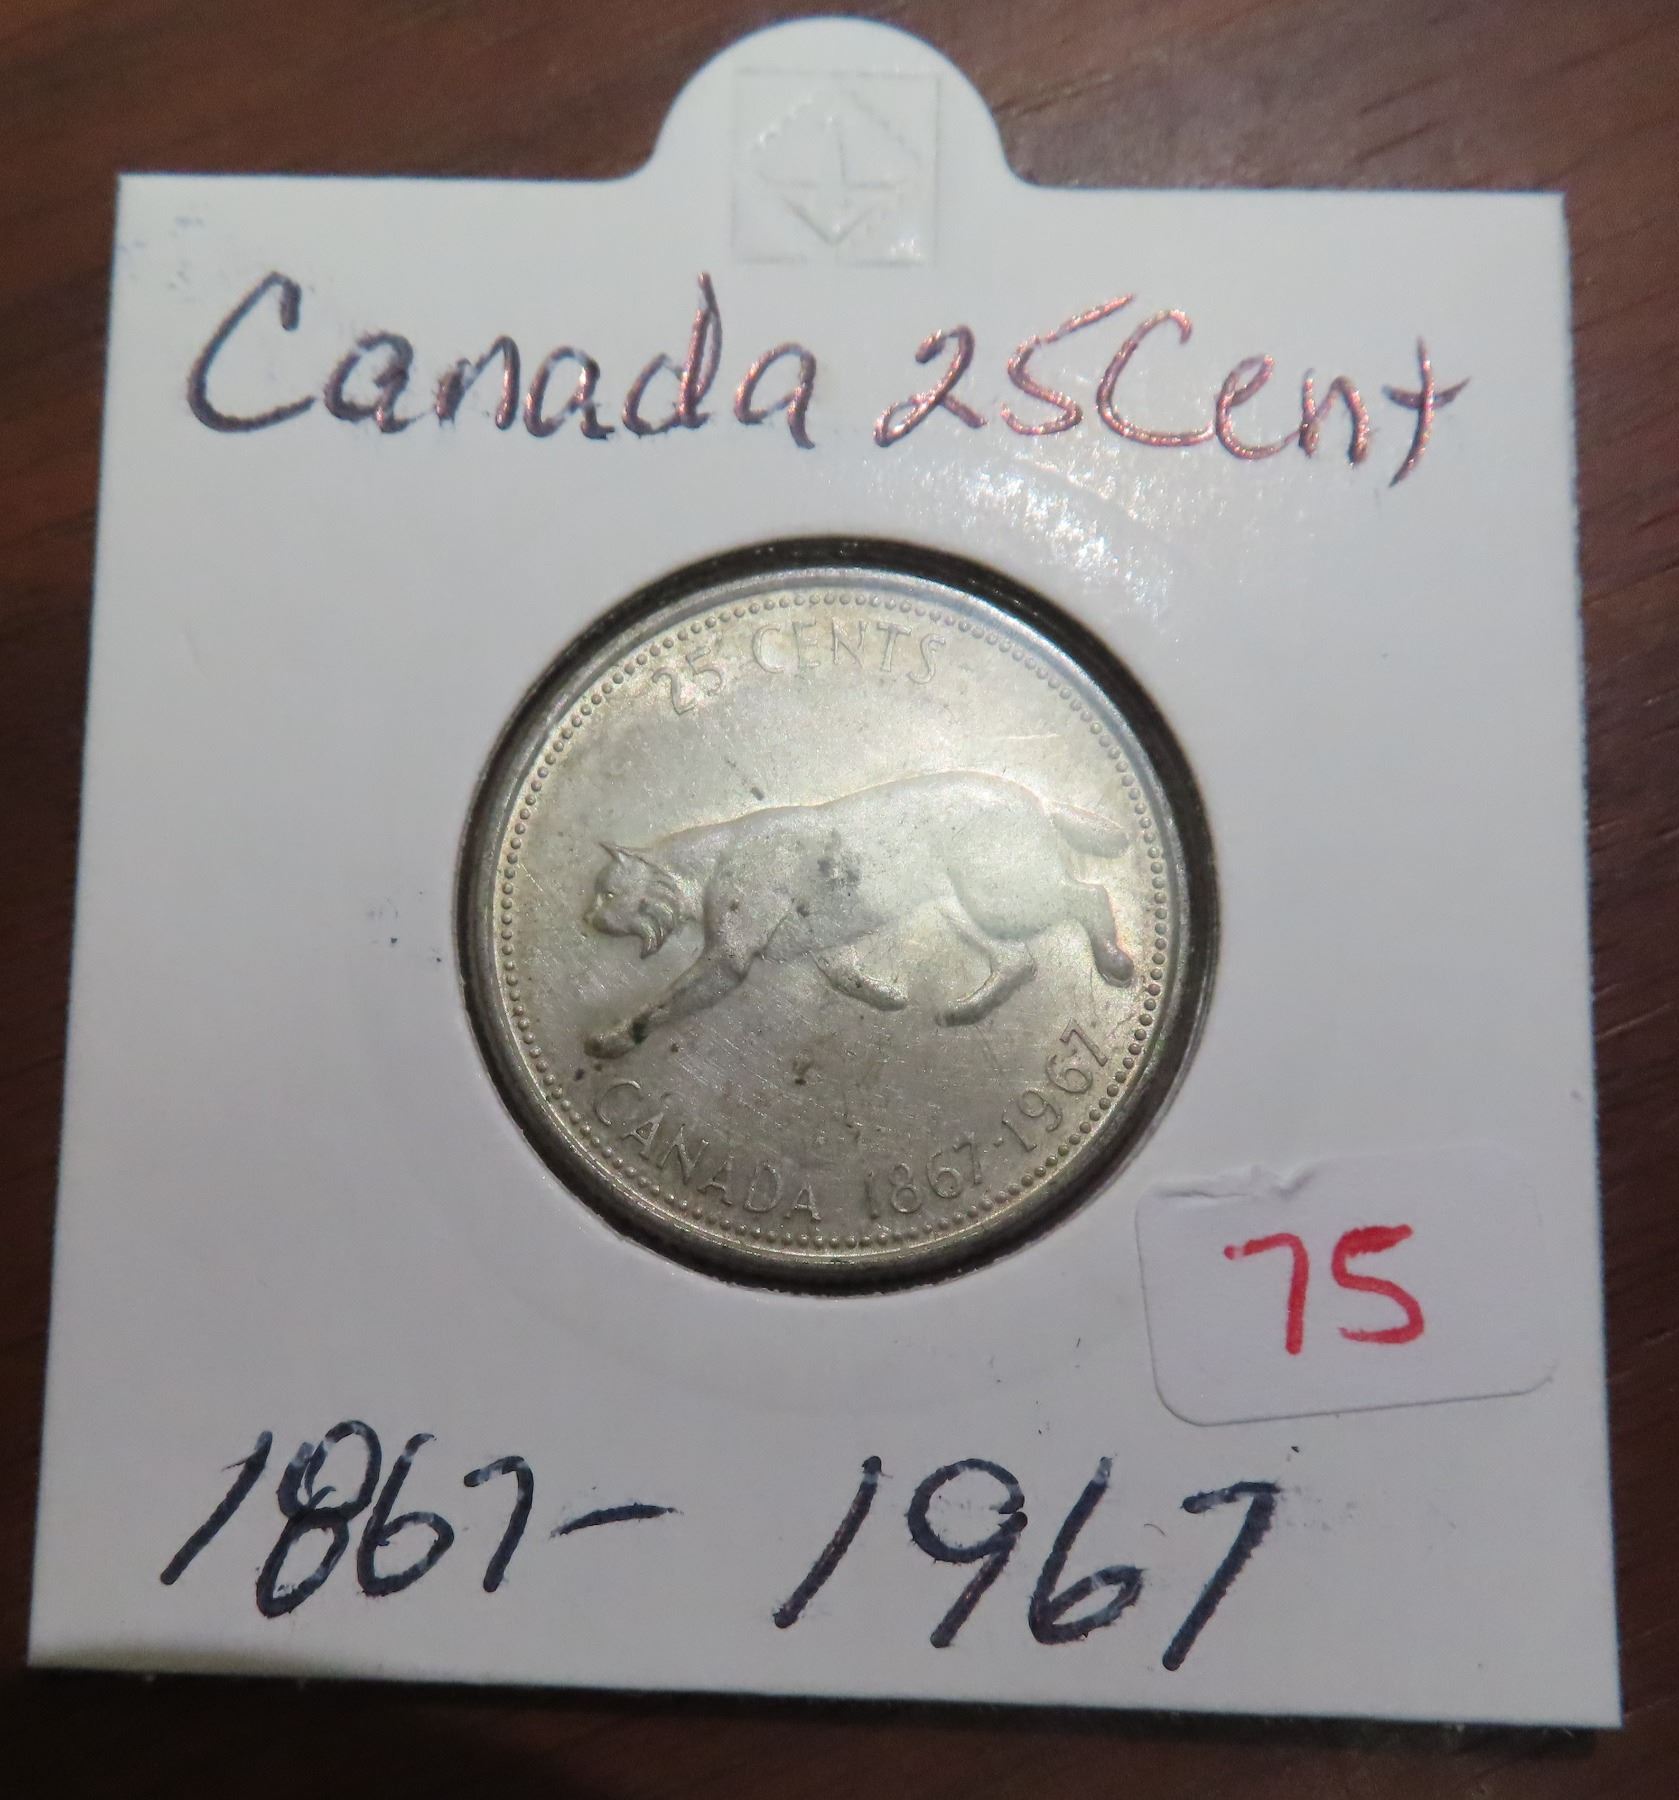 Canada 25Cent
25 CENTS
CANADA 1867·1967
75
1867- 1967